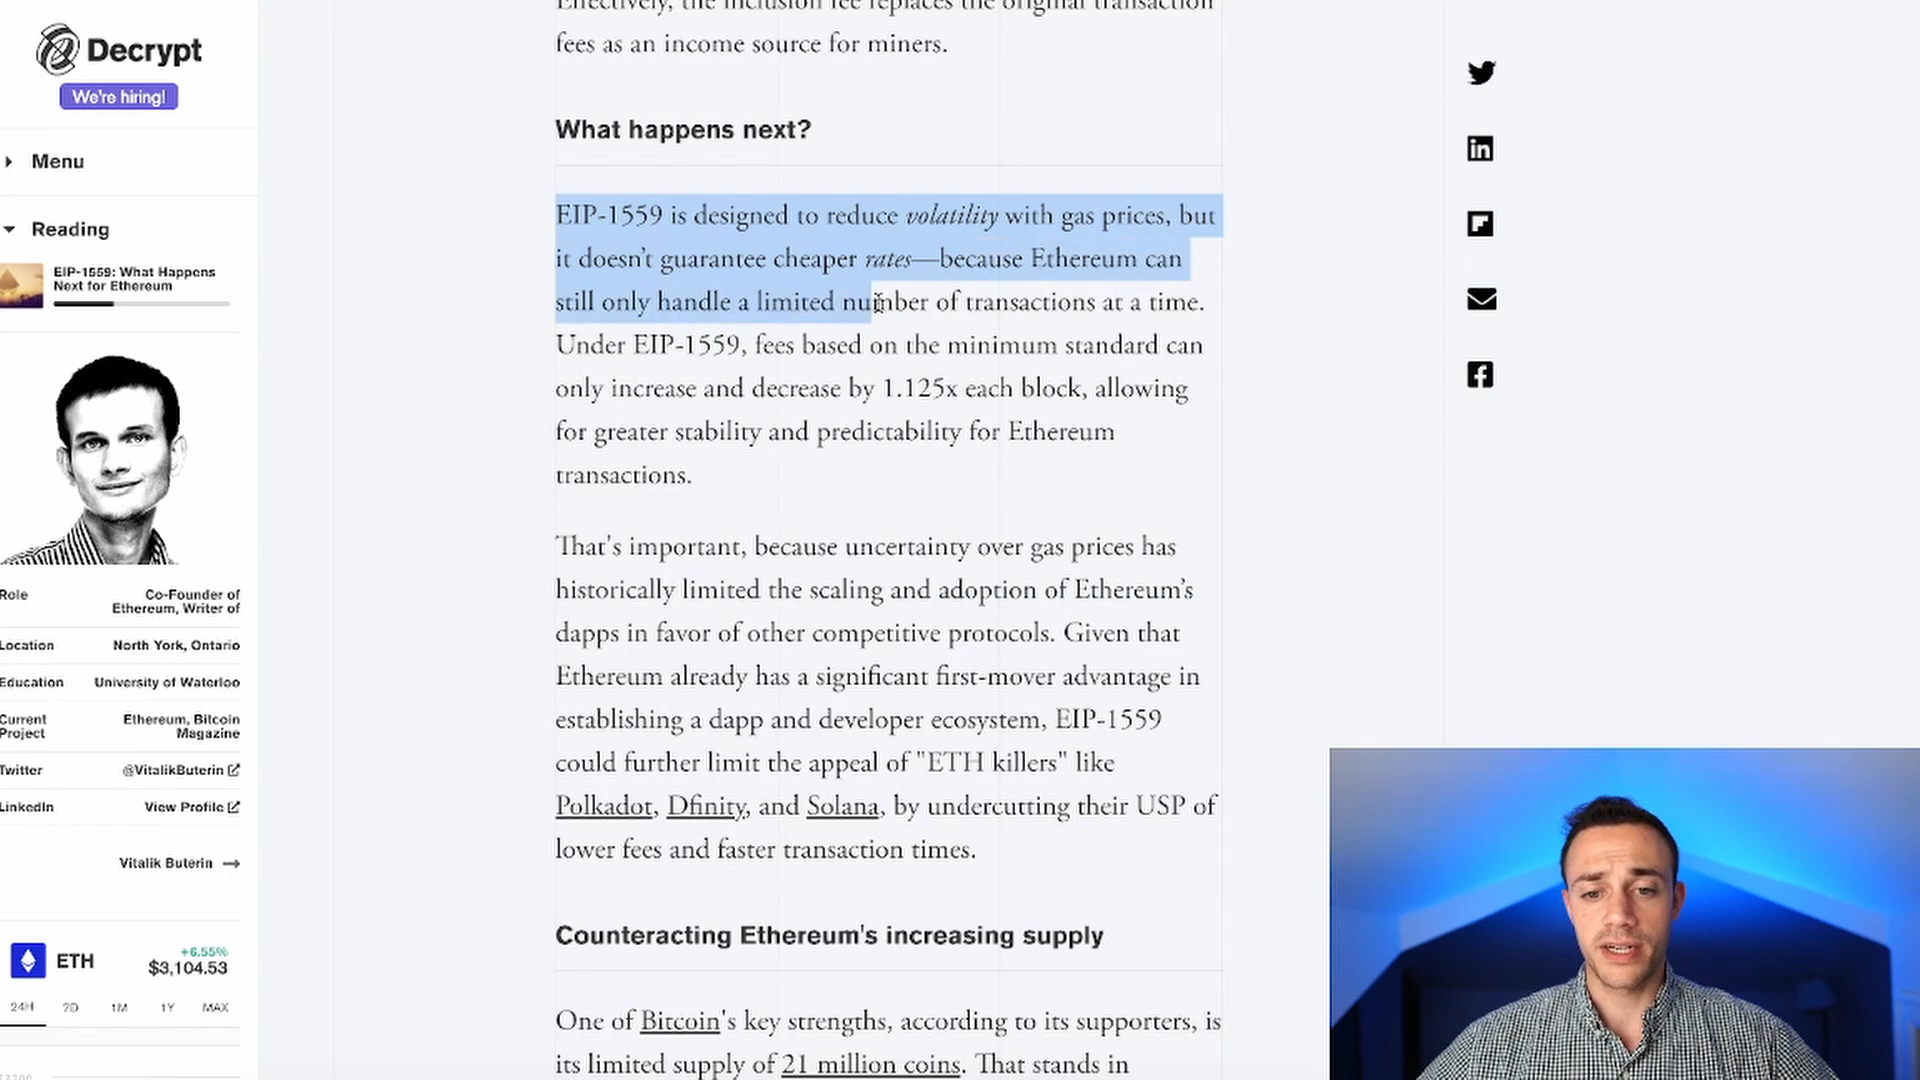 Decrypt
We're hiring!
Menu
Reading
EIP-1559: What Happens
Next for Ethereum
Role
Co-Founder of
Ethereum, Writer of
Location
North York, Ontario
Education
University of Waterloo
Current
Project
Ethereum, Bitcoin
Magazine
Twitter
@VitalikButerin
LinkedIn
View Profile
Vitalik Buterin →
ETH
+6.55%
$3,104.53
24H 7D 1M 1Y MAX
Effectively, the inclusion fee replaces the original transaction
fees as an income source for miners.
What happens next?
EIP-1559 is designed to reduce volatility with gas prices, but
it doesn’t guarantee cheaper rates—because Ethereum can
still only handle a limited number of transactions at a time.
Under EIP-1559, fees based on the minimum standard can
only increase and decrease by 1.125x each block, allowing
for greater stability and predictability for Ethereum
transactions.
That's important, because uncertainty over gas prices has
historically limited the scaling and adoption of Ethereum’s
dapps in favor of other competitive protocols. Given that
Ethereum already has a significant first-mover advantage in
establishing a dapp and developer ecosystem, EIP-1559
could further limit the appeal of "ETH killers" like
Polkadot, Dfinity, and Solana, by undercutting their USP of
lower fees and faster transaction times.
Counteracting Ethereum's increasing supply
One of Bitcoin's key strengths, according to its supporters, is
its limited supply of 21 million coins. That stands in